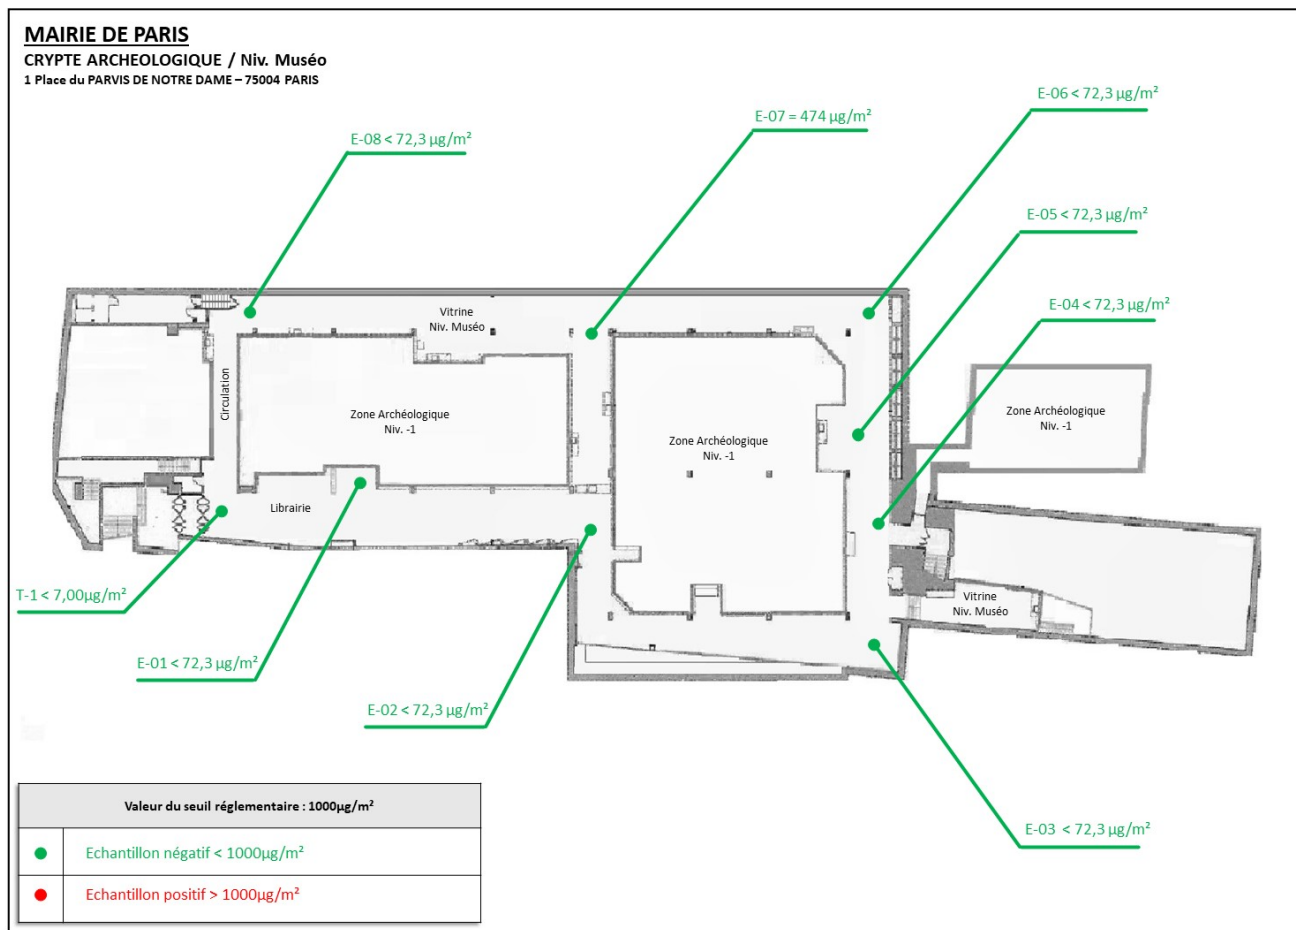 MAIRIE DE PARIS
CRYPTE ARCHEOLOGIQUE / Niv. Muséo
1 Place du PARVIS DE NOTRE DAME – 75004 PARIS
E-06 < 72,3 µg/m²
E-07 = 474 µg/m²
E-08 < 72,3 µg/m²
E-05 < 72,3 µg/m²
E-04 < 72,3 µg/m²
Vitrine
Niv. Muséo
Circulation
Zone Archéologique
Niv. -1
Zone Archéologique
Niv. -1
Zone Archéologique
Niv. -1
Librairie
Vitrine
Niv. Muséo
T-1 < 7,00µg/m²
E-01 < 72,3 µg/m²
E-02 < 72,3 µg/m²
E-03 < 72,3 µg/m²
Valeur du seuil réglementaire : 1000µg/m²
Echantillon négatif < 1000µg/m²
Echantillon positif > 1000µg/m²